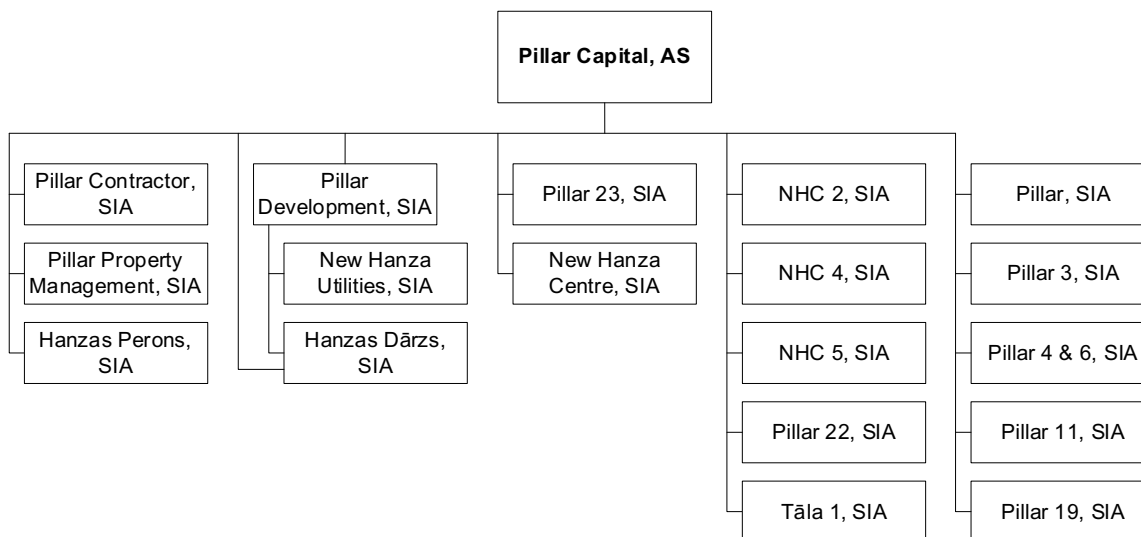 Pillar Capital, AS
Pillar Contractor,
SIA
Pillar Property
Management, SIA
Hanzas Perons,
SIA
Pillar
Development, SIA
New Hanza
Utilities, SIA
Hanzas Dārzs,
SIA
Pillar 23, SIA
New Hanza
Centre, SIA
NHC 2, SIA
NHC 4, SIA
NHC 5, SIA
Pillar 22, SIA
Tāla 1, SIA
Pillar, SIA
Pillar 3, SIA
Pillar 4 & 6, SIA
Pillar 11, SIA
Pillar 19, SIA